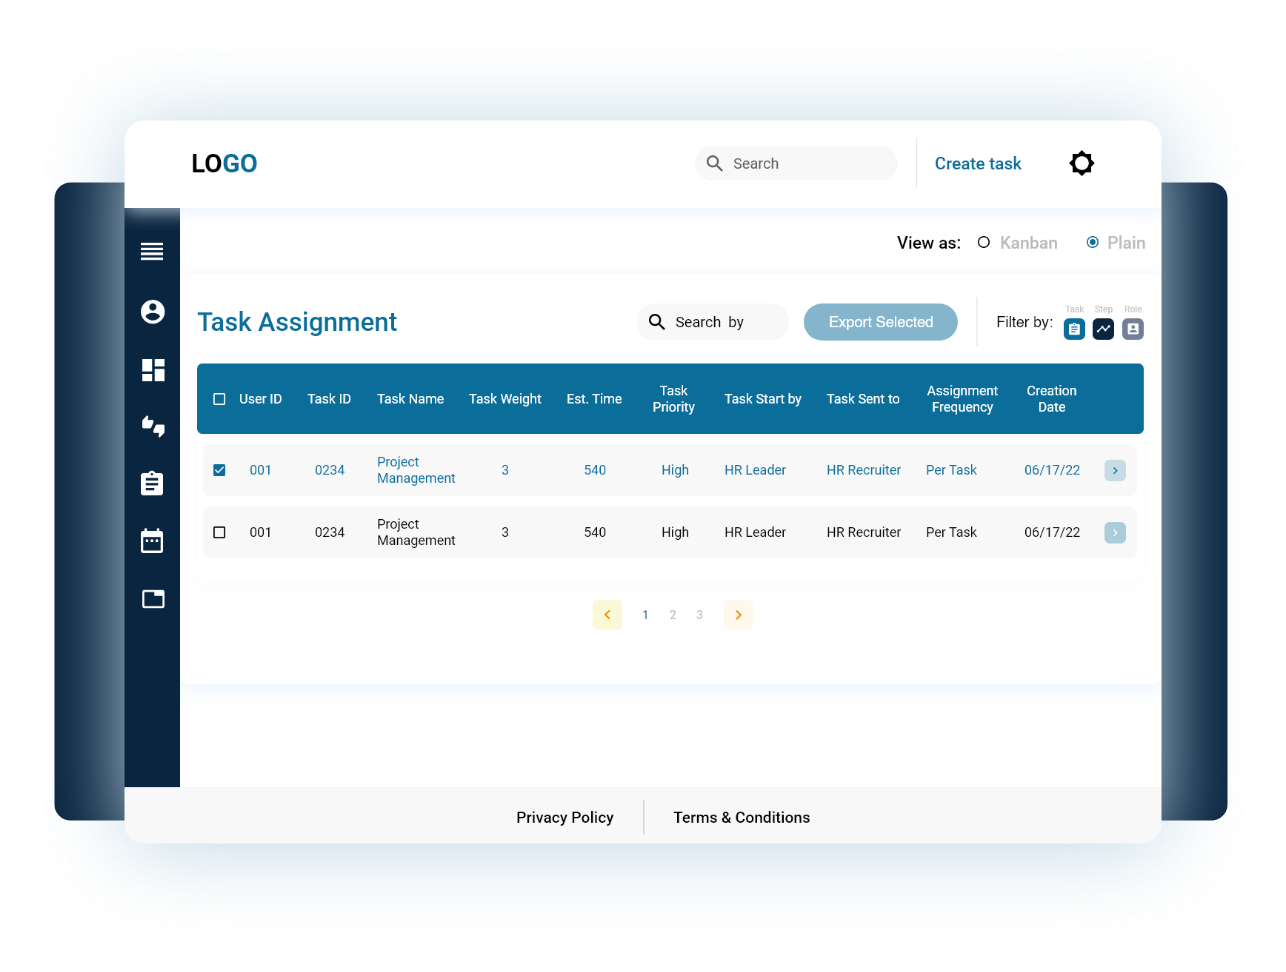 LOGO
Search
Create task
View as: Kanban Plain
Task Assignment
Search by
Export Selected
Filter by:
Task Step Role
User ID
Task ID
Task Name
Task Weight
Est. Time
Task
Priority
Task Start by
Task Sent to
Assignment
Frequency
Creation
Date
001
0234
Project
Management
3
540
High
HR Leader
HR Recruiter
Per Task
06/17/22
001
0234
Project
Management
3
540
High
HR Leader
HR Recruiter
Per Task
06/17/22
1 2 3
Privacy Policy
Terms & Conditions